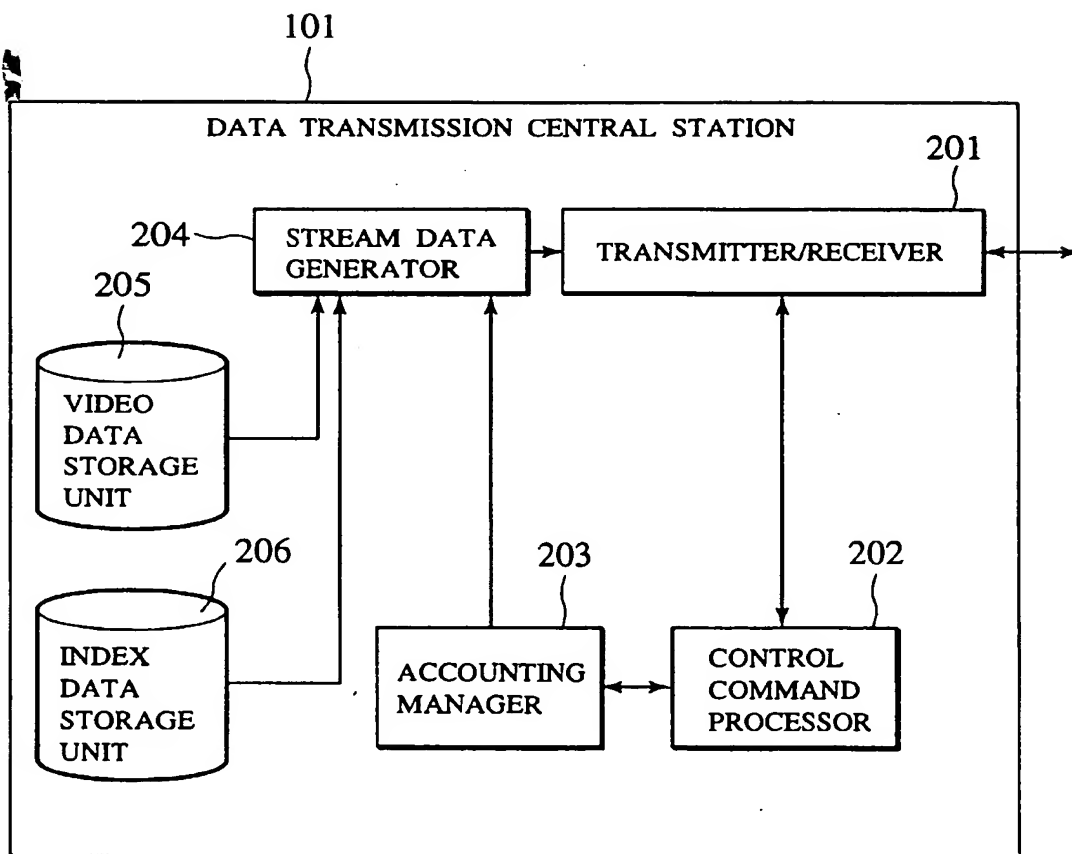 101
DATA TRANSMISSION CENTRAL STATION
201
204
STREAM DATA
GENERATOR
TRANSMITTER/RECEIVER
205
VIDEO
DATA
STORAGE
UNIT
206
203
202
INDEX
DATA
STORAGE
UNIT
ACCOUNTING
MANAGER
CONTROL
COMMAND
PROCESSOR